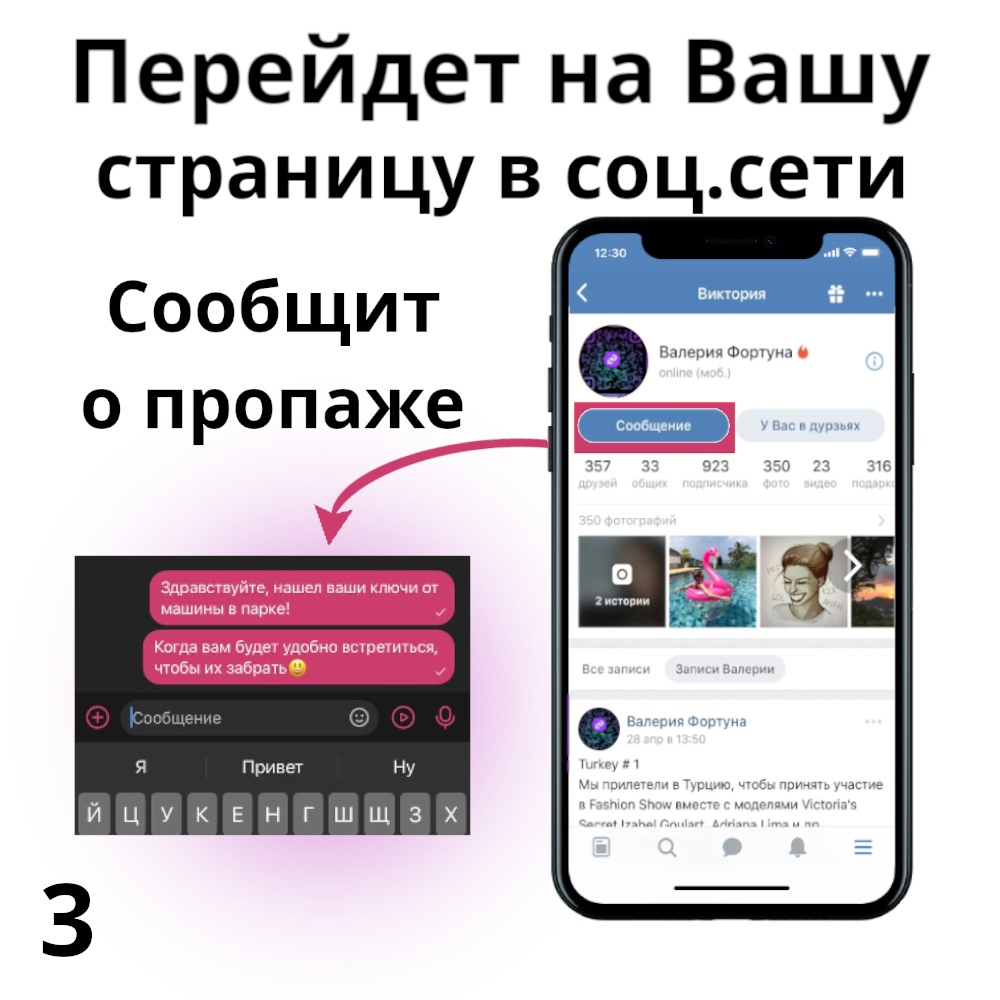 Перейдет на Вашу
страницу в соц.сети
Сообщит
о пропаже
12:30
Виктория
Валерия Фортуна
online (моб.)
Сообщение
У Вас в дурзьях
357 33 923 350 23 316
друзей общих подписчика фото видео подарко
350 фотографий
2 истории
Все записи Записи Валерии
Валерия Фортуна
28 апр в 13:50
Turkey # 1
Мы прилетели в Турцию, чтобы принять участие
в Fashion Show вместе с моделями Victoria's
Secret Izabel Goulart, Adriana Lima и др
Здравствуйте, нашел ваши ключи от
машины в парке!
Когда вам будет удобно встретиться,
чтобы их забрать😃
Сообщение
Я Привет Ну
Й Ц У К Е Н Г Ш Щ З Х
3